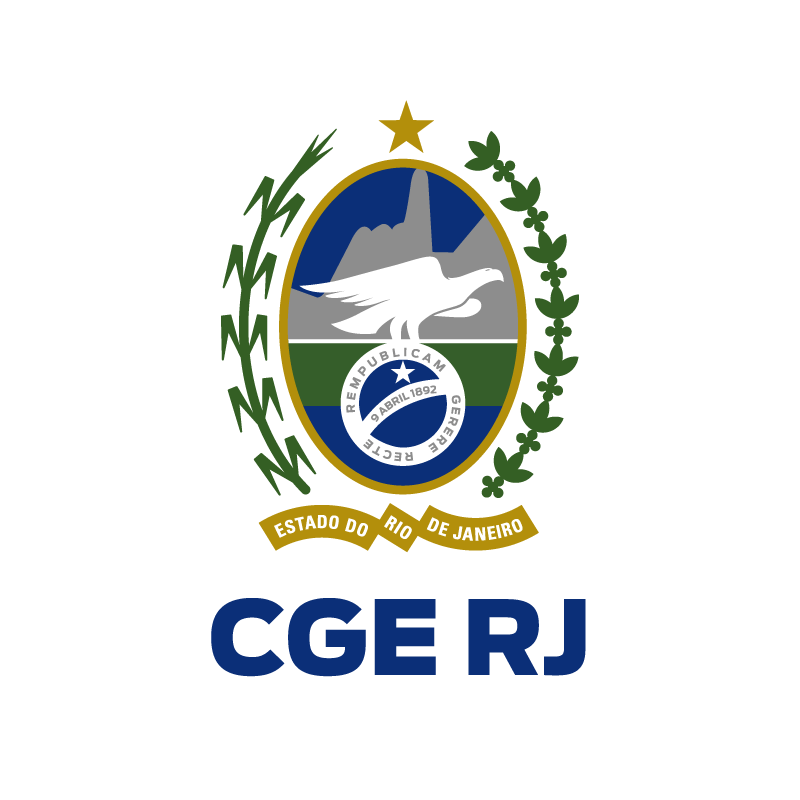 REMPUBLICAM GERERE RECTE
9 ABRIL 1892
ESTADO DO RIO DE JANEIRO
CGE RJ